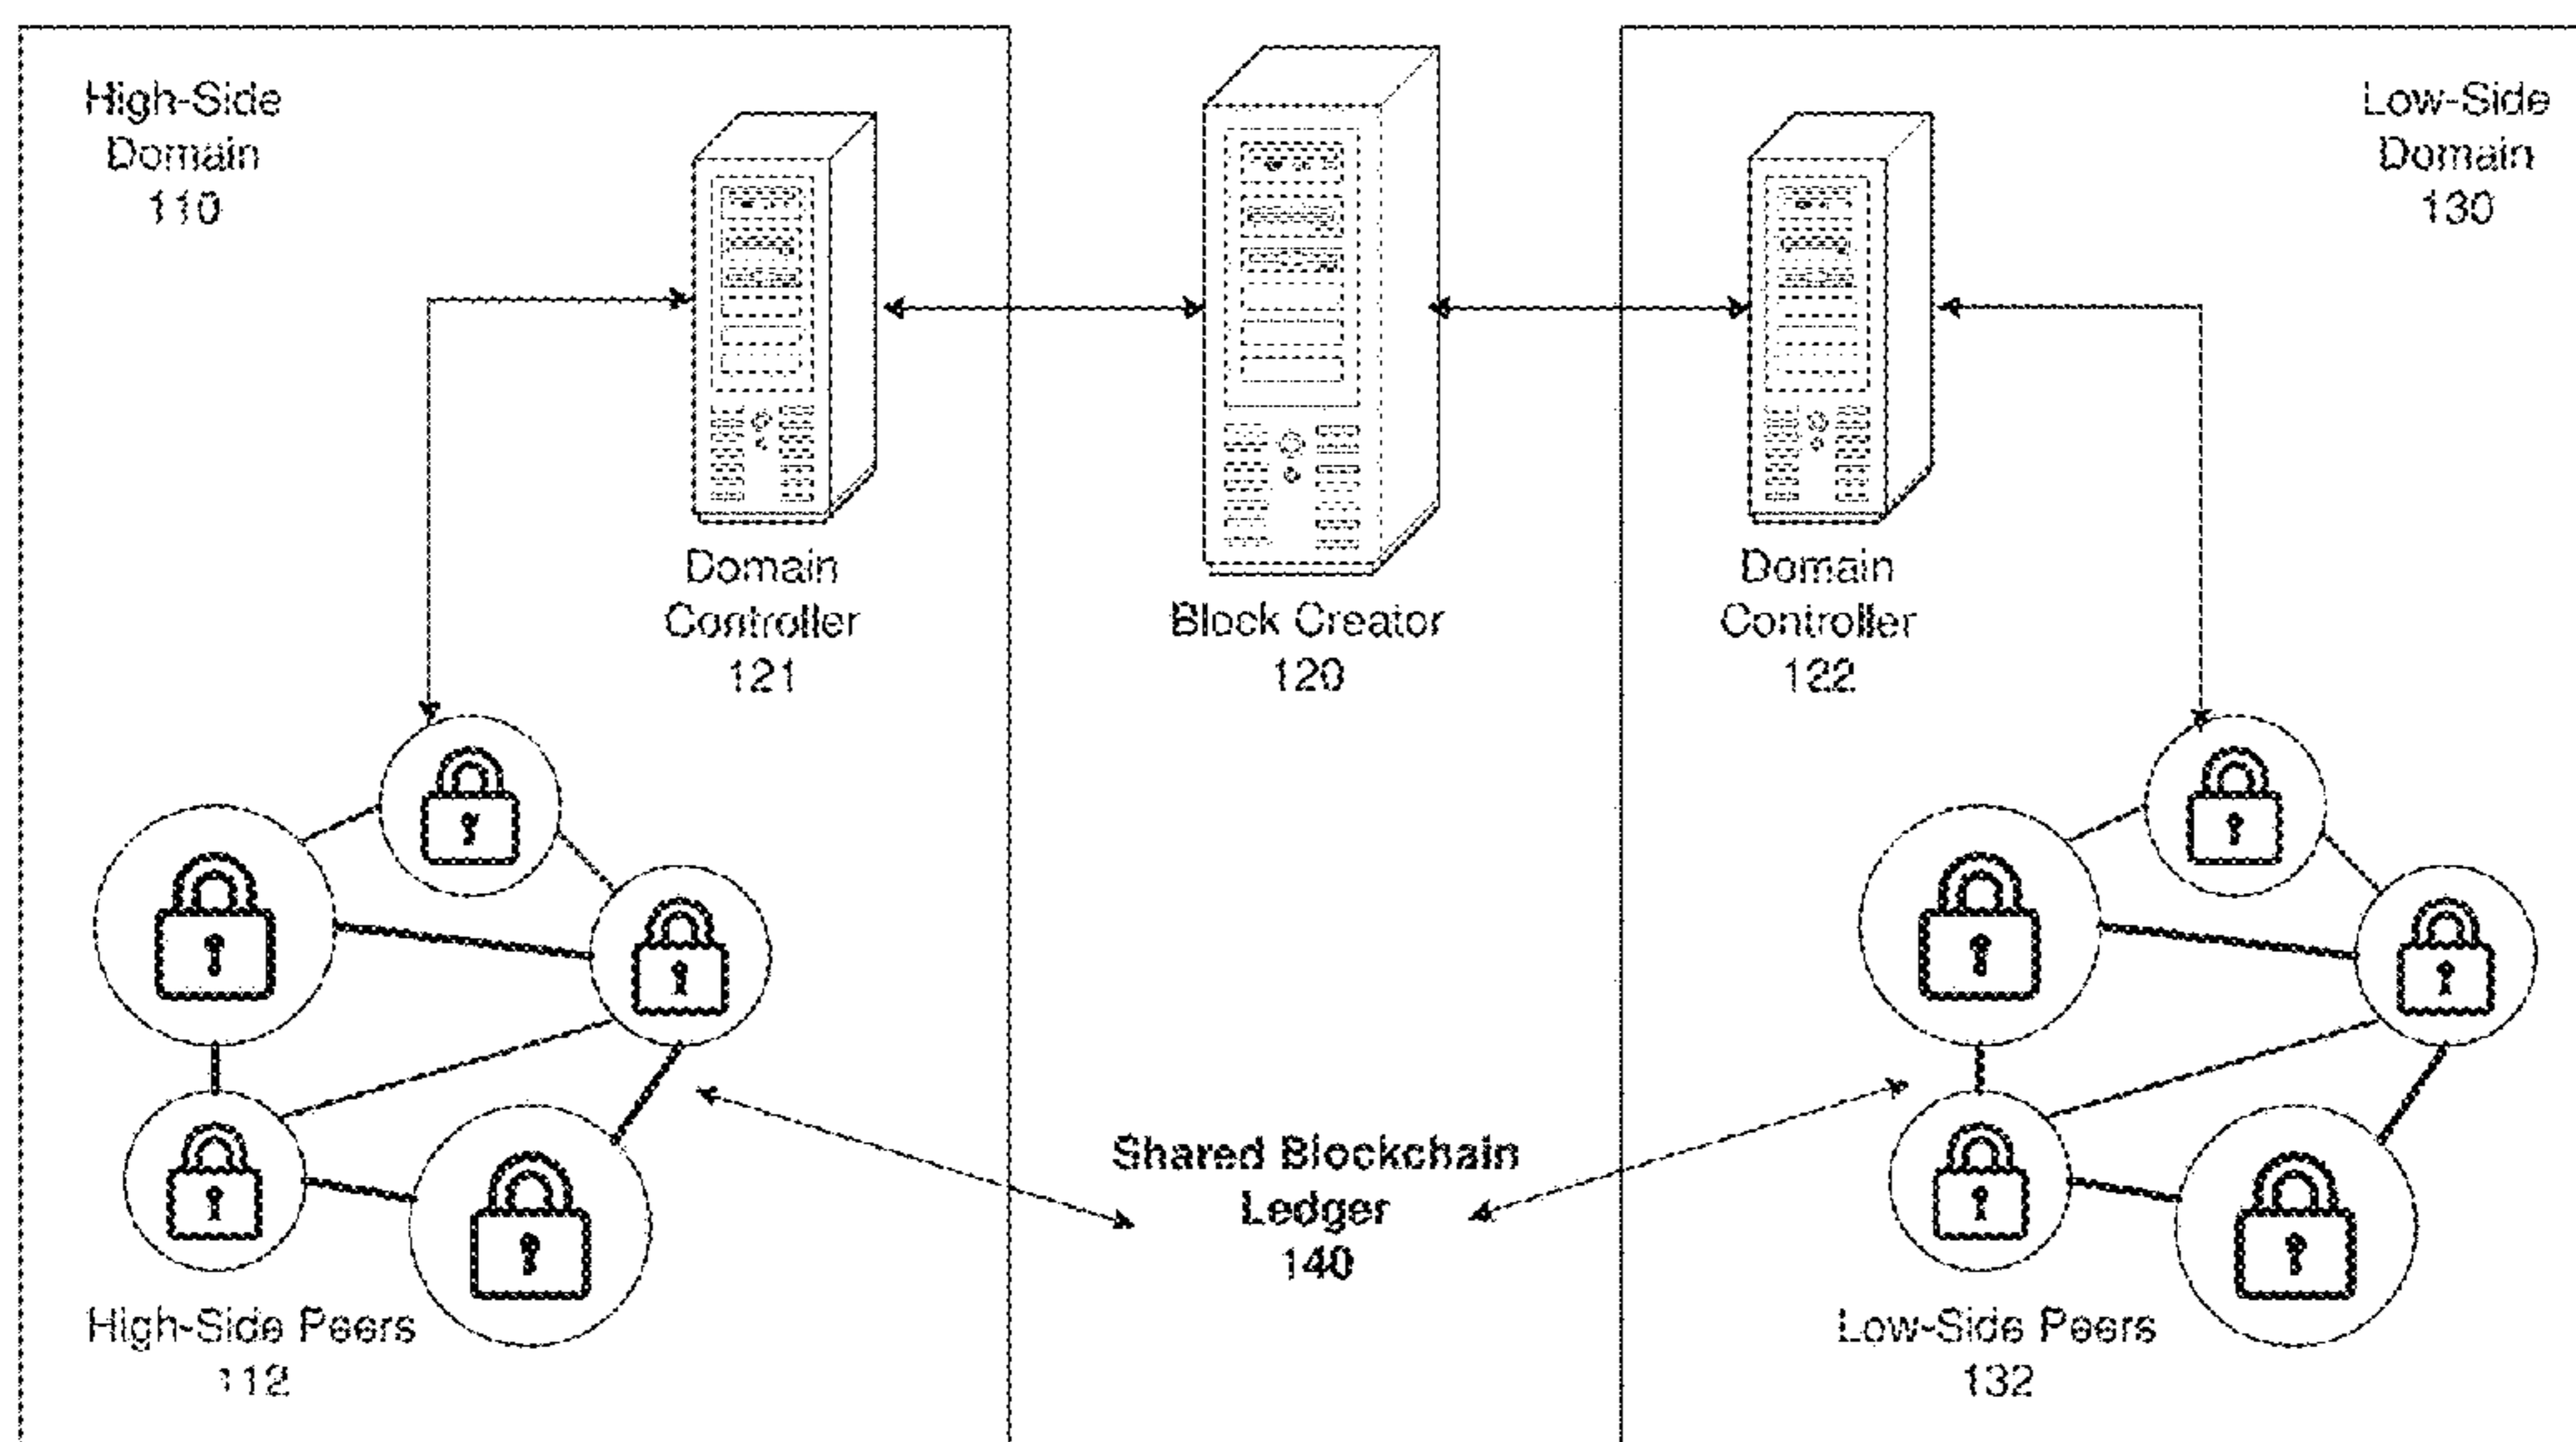 High-Side
Domain
110
Low-Side
Domain
130
Domain
Controller
121
Block Creator
120
Domain
Controller
122
Shared Blockchain
Ledger
140
High-Side Peers
112
Low-Side Peers
132